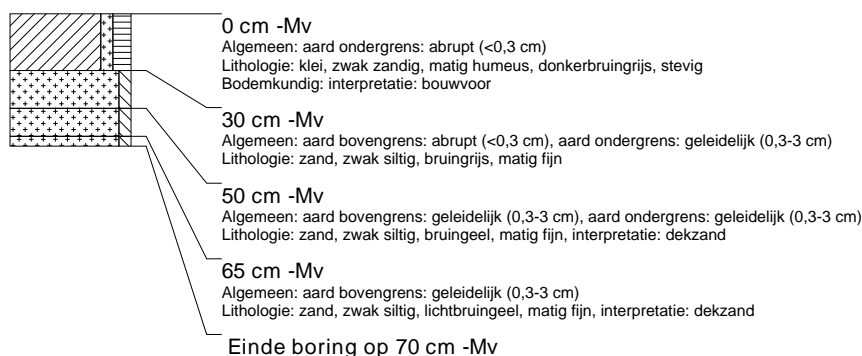 0 cm -Mv
Algemeen: aard ondergrens: abrupt (<0,3 cm)
Lithologie: klei, zwak zandig, matig humeus, donkerbruingrijs, stevig
Bodemkundig: interpretatie: bouwvoor
30 cm -Mv
Algemeen: aard bovengrens: abrupt (<0,3 cm), aard ondergrens: geleidelijk (0,3-3 cm)
Lithologie: zand, zwak siltig, bruingrijs, matig fijn
50 cm -Mv
Algemeen: aard bovengrens: geleidelijk (0,3-3 cm), aard ondergrens: geleidelijk (0,3-3 cm)
Lithologie: zand, zwak siltig, bruingeel, matig fijn, interpretatie: dekzand
65 cm -Mv
Algemeen: aard bovengrens: geleidelijk (0,3-3 cm)
Lithologie: zand, zwak siltig, lichtbruingeel, matig fijn, interpretatie: dekzand
Einde boring op 70 cm -Mv